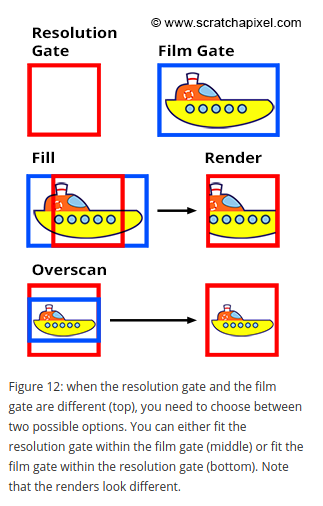 © www.scratchapixel.com
Resolution
Gate
Film Gate
Fill
Render
Overscan
Figure 12: when the resolution gate and the film
gate are different (top), you need to choose between
two possible options. You can either fit the
resolution gate within the film gate (middle) or fit the
film gate within the resolution gate (bottom). Note
that the renders look different.